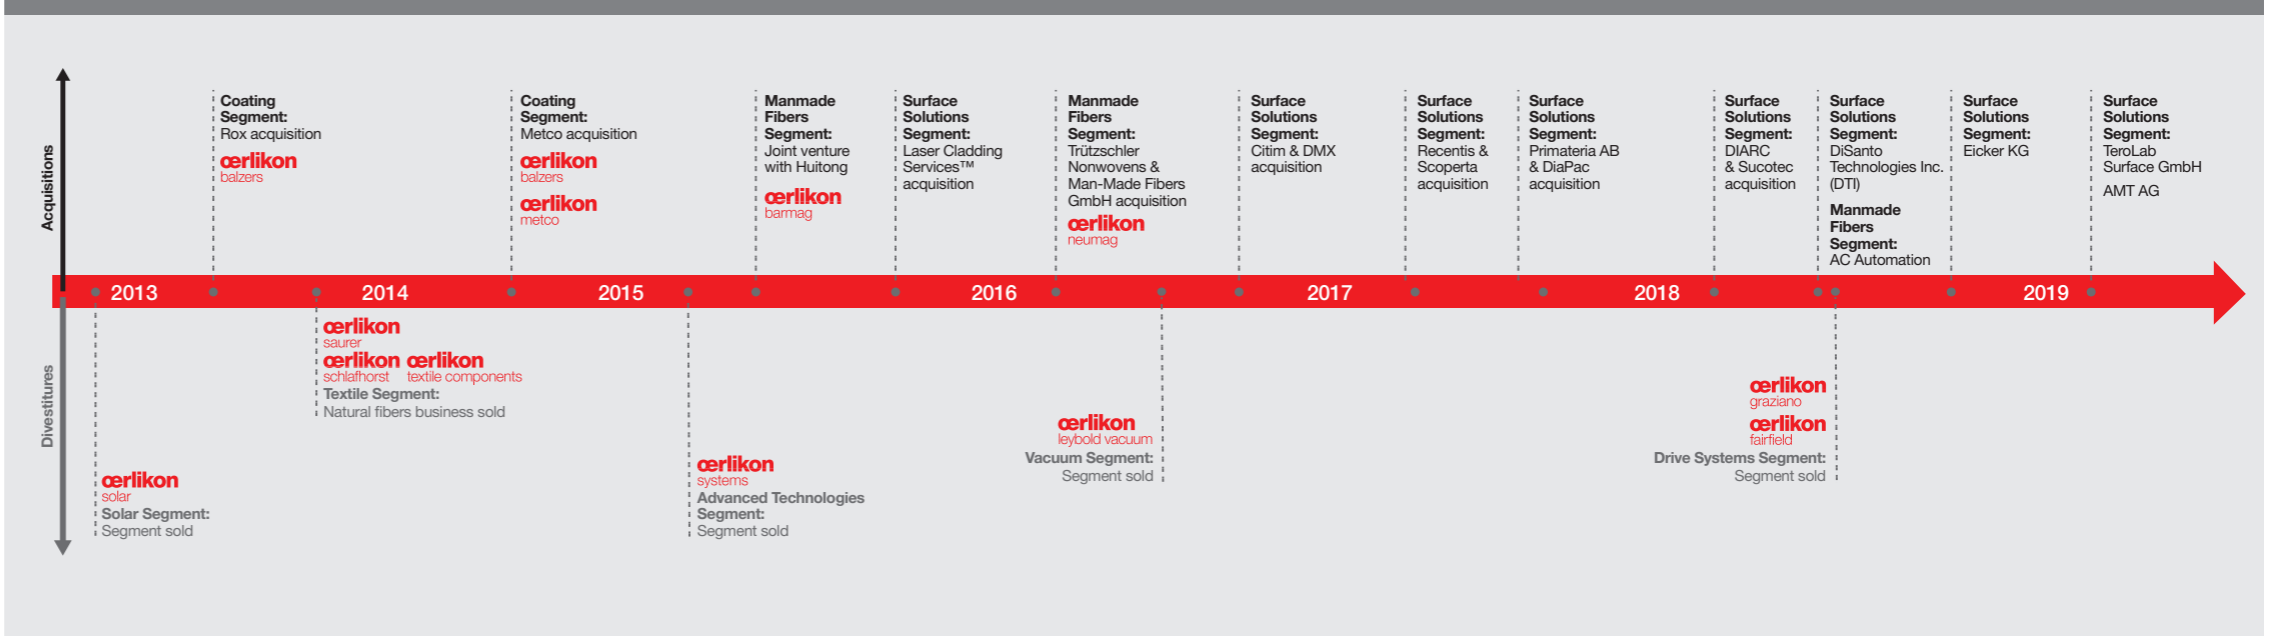 Acquisitions
Coating
Segment:
Rox acquisition
œrlikon
balzers
Coating
Segment:
Metco acquisition
œrlikon
balzers
œrlikon
metco
Manmade
Fibers
Segment:
Joint venture
with Huitong
œrlikon
barmag
Surface
Solutions
Segment:
Laser Cladding
Services™
acquisition
Manmade
Fibers
Segment:
Trützschler
Nonwovens &
Man-Made Fibers
GmbH acquisition
œrlikon
neumag
Surface
Solutions
Segment:
Citim & DMX
acquisition
Surface
Solutions
Segment:
Recentis &
Scoperta
acquisition
Surface
Solutions
Segment:
Primateria AB
& DiaPac
acquisition
Surface
Solutions
Segment:
DIARC
& Sucotec
acquisition
Surface
Solutions
Segment:
DiSanto
Technologies Inc.
(DTI)
Manmade
Fibers
Segment:
AC Automation
Surface
Solutions
Segment:
Eicker KG
Surface
Solutions
Segment:
TeroLab
Surface GmbH
AMT AG
2013 2014 2015 2016 2017 2018 2019
Divestitures
œrlikon
solar
Solar Segment:
Segment sold
œrlikon
saurer
œrlikon œrlikon
schlafhorst textile components
Textile Segment:
Natural fibers business sold
œrlikon
systems
Advanced Technologies
Segment:
Segment sold
œrlikon
leybold vacuum
Vacuum Segment:
Segment sold
œrlikon
graziano
œrlikon
fairfield
Drive Systems Segment:
Segment sold